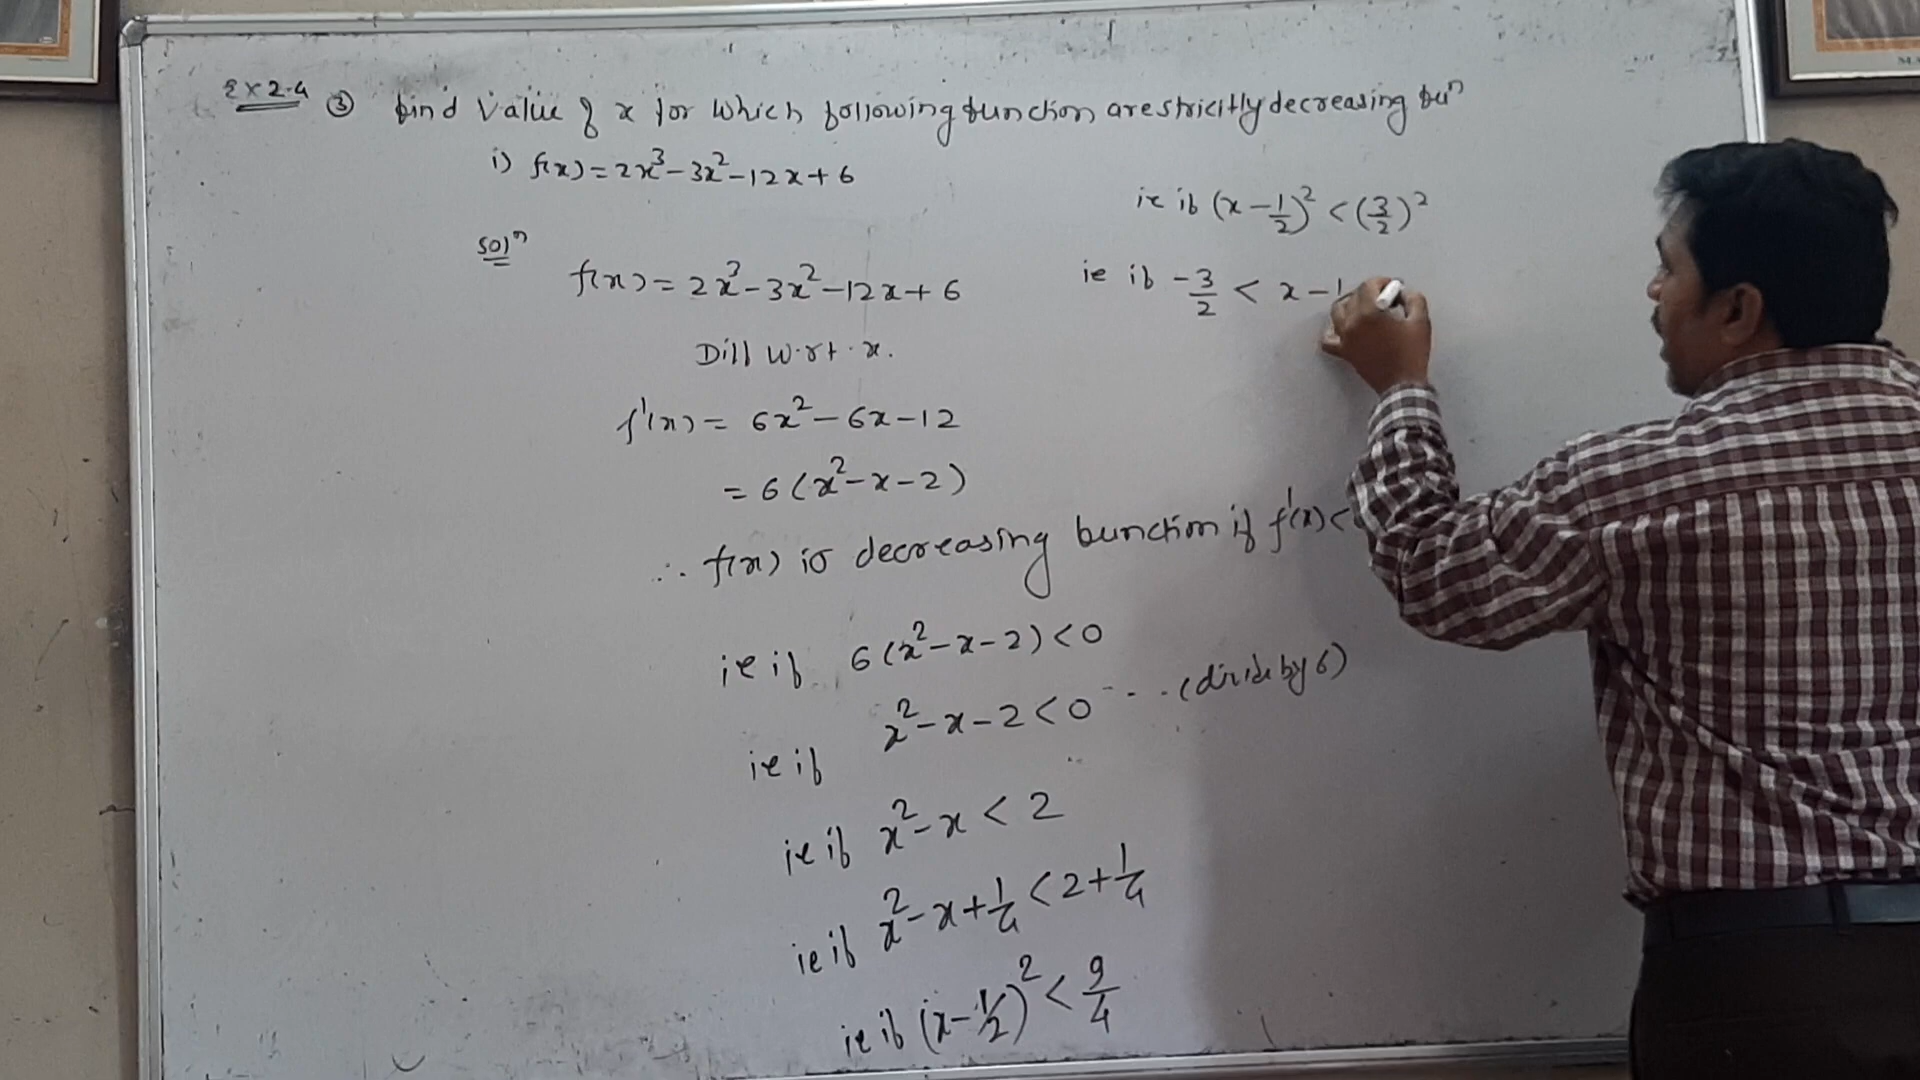 Ex 2.4 ③ find value of x for which following function are stricitly decreasing funⁿ
i) f(x) = 2x³ - 3x² - 12x + 6
Solⁿ
f(x) = 2x³ - 3x² - 12x + 6
Diff w.r.t. x.
f'(x) = 6x² - 6x - 12
= 6(x² - x - 2)
∴ f(x) is decreasing function if f'(x) <
ie if 6(x² - x - 2) < 0
ie if x² - x - 2 < 0 ... (divide by 6)
ie if x² - x < 2
ie if x² - x + 1/4 < 2 + 1/4
ie if (x - 1/2)² < 9/4
ie if (x - 1/2)² < (3/2)²
ie if -3/2 < x - 1